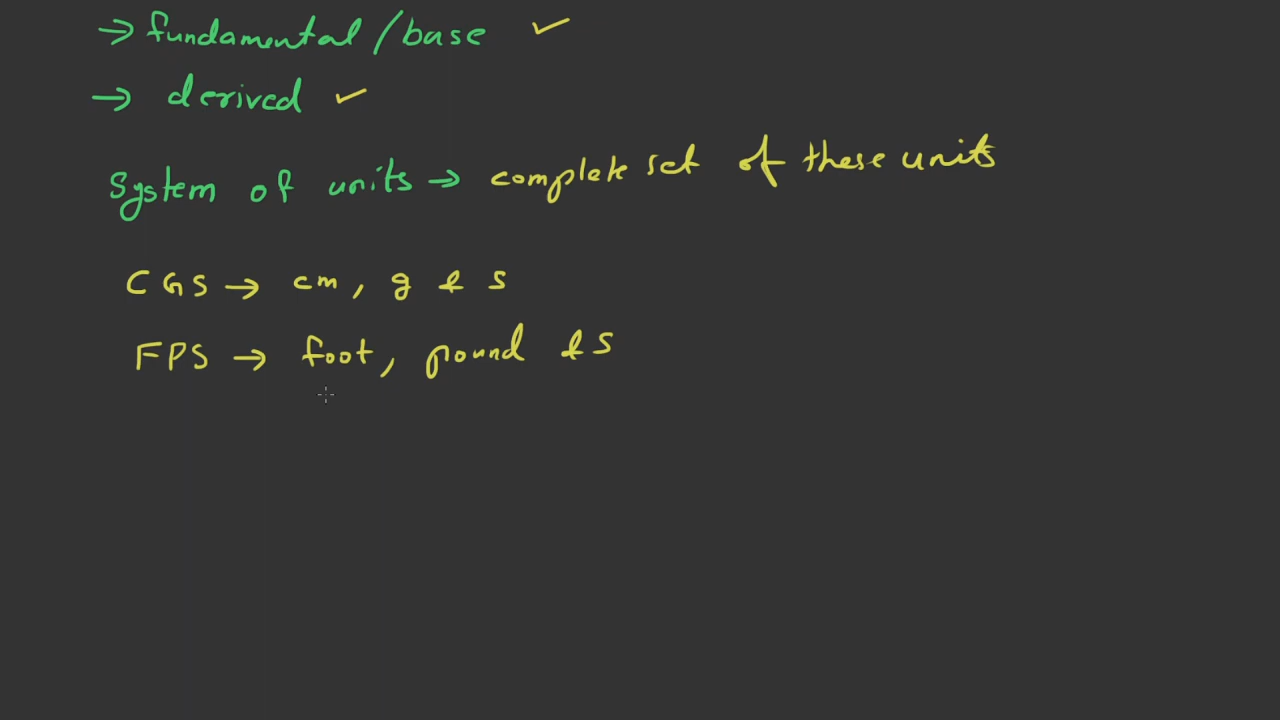 → fundamental/base ✓
→ derived ✓
System of units → complete set of these units
CGS → cm, g & s
FPS → foot, pound & s